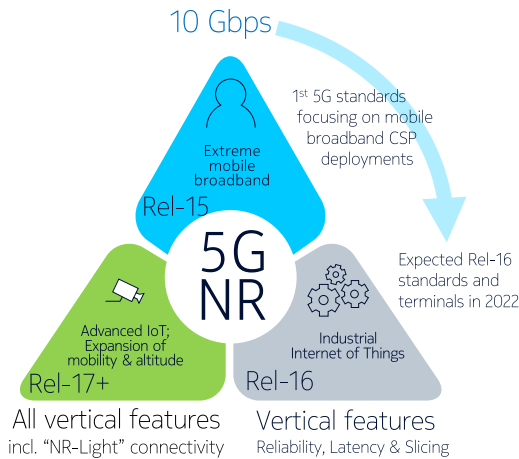 10 Gbps
1st 5G standards
focusing on mobile
broadband CSP
deployments
Extreme
mobile
broadband
Rel-15
5G
NR
Expected Rel-16
standards and
terminals in 2022
Advanced IoT;
Expansion of
mobility & altitude
Rel-17+
Industrial
Internet of Things
Rel-16
All vertical features
incl. “NR-Light” connectivity
Vertical features
Reliability, Latency & Slicing